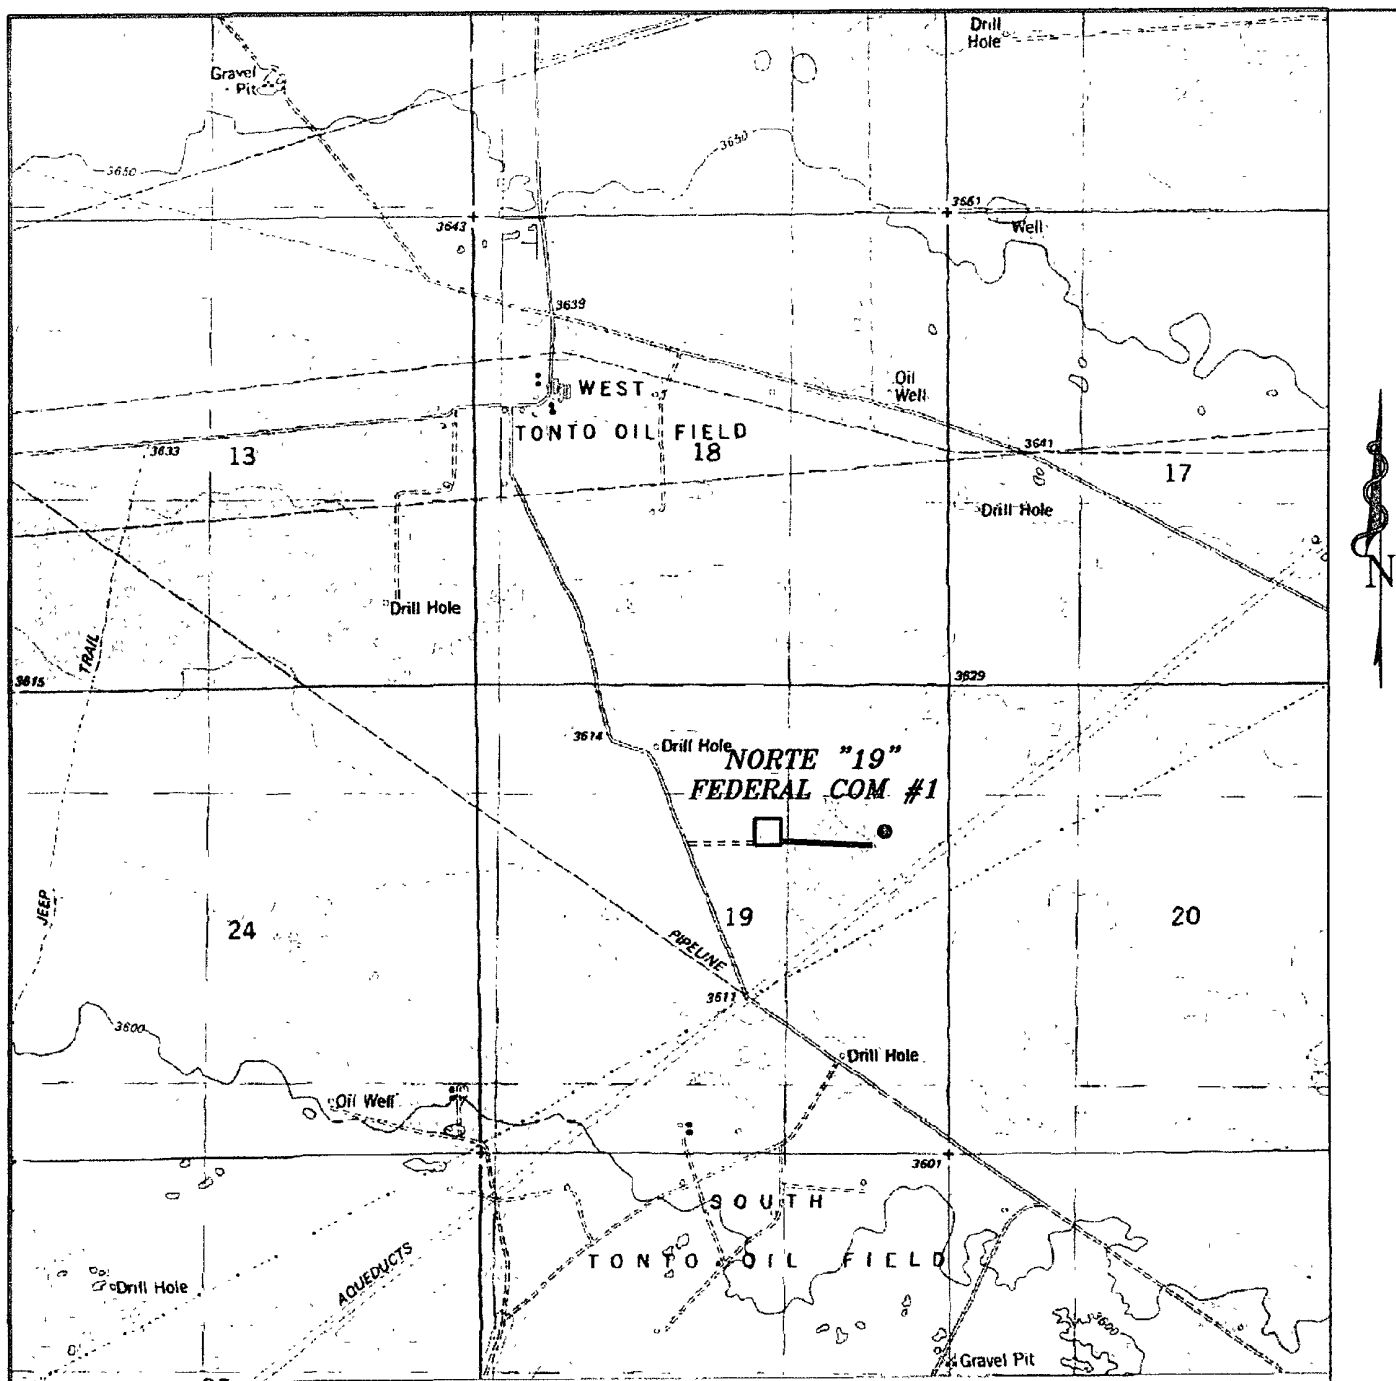 Drill
Hole
Gravel
Pit
3650
3650
3661
3643
Well
3639
WEST
Oil
Well
TONTO OIL FIELD
3633
13
18
3641
17
Drill Hole
N
Drill Hole
TRAIL
3615
3629
3614
Drill Hole
NORTE "19"
FEDERAL COM #1
JEEP
24
19
20
PIPELINE
3611
3600
Drill Hole
Oil Well
3601
SOUTH
TONTO OIL FIELD
AQUEDUCTS
Drill Hole
3600
Gravel Pit